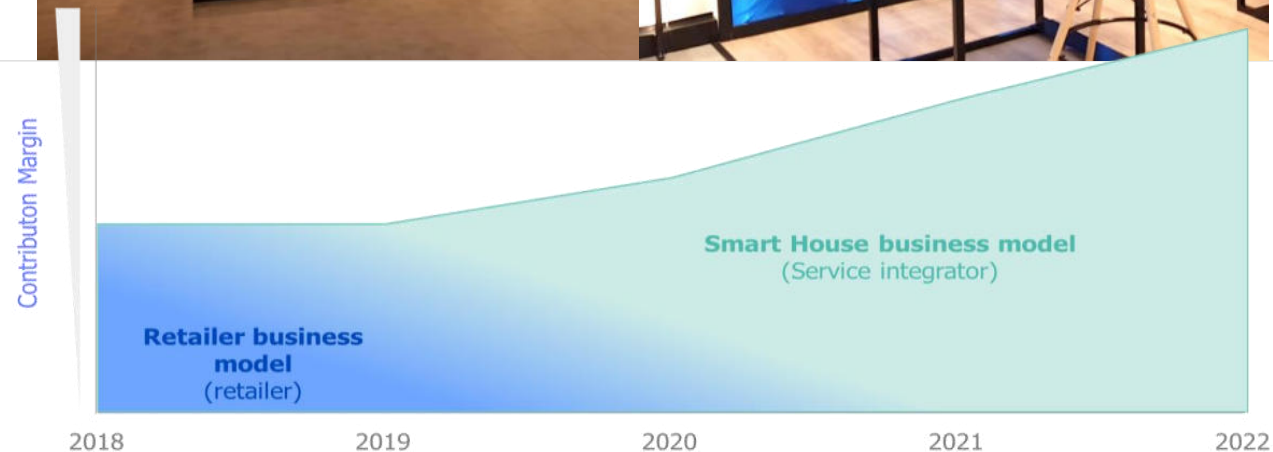 Contributon Margin
Smart House business model
(Service integrator)
Retailer business
model
(retailer)
2018
2019
2020
2021
2022